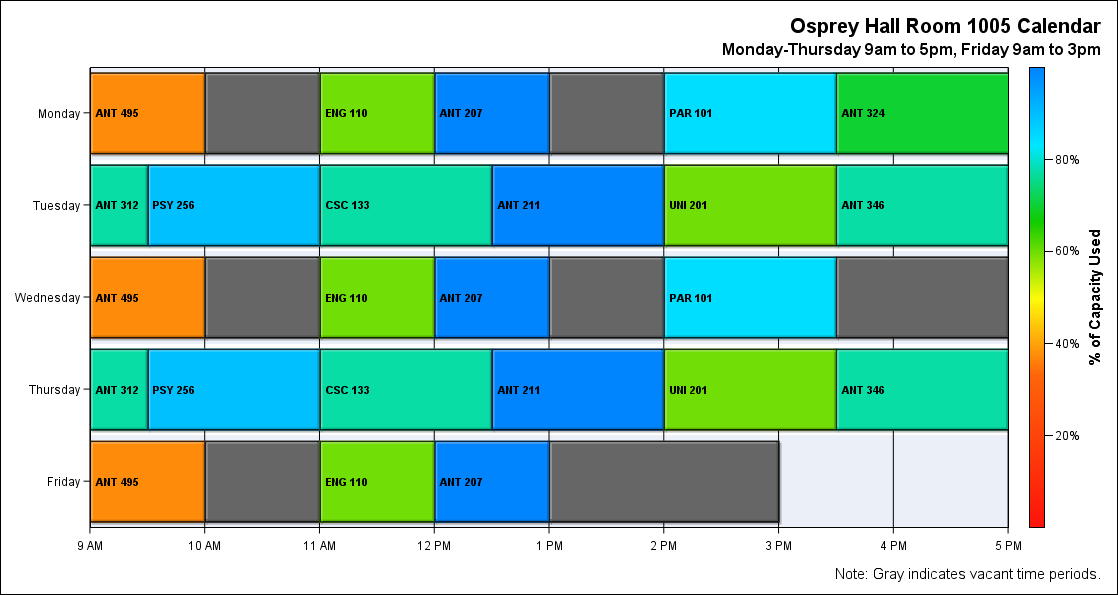 Osprey Hall Room 1005 Calendar
Monday-Thursday 9am to 5pm, Friday 9am to 3pm
Monday
ANT 495
ENG 110
ANT 207
PAR 101
ANT 324
Tuesday
ANT 312
PSY 256
CSC 133
ANT 211
UNI 201
ANT 346
Wednesday
ANT 495
ENG 110
ANT 207
PAR 101
Thursday
ANT 312
PSY 256
CSC 133
ANT 211
UNI 201
ANT 346
Friday
ANT 495
ENG 110
ANT 207
9 AM
10 AM
11 AM
12 PM
1 PM
2 PM
3 PM
4 PM
5 PM
80%
60%
40%
20%
% of Capacity Used
Note: Gray indicates vacant time periods.